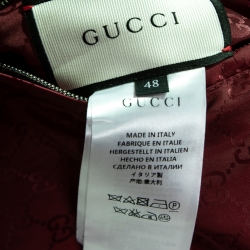 GUCCI
48
GUCCI
MADE IN ITALY
FABRIQUE EN ITALIE
HERGESTELLT IN ITALIEN
HECHO EN ITALIA
СДЕЛАНО В ИТАЛИИ
イタリア製
产地:意大利